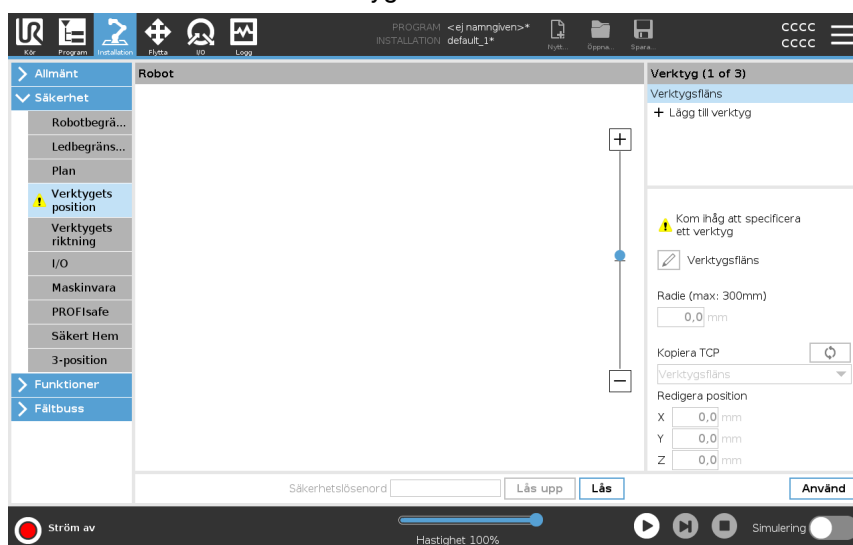 Kör
Program
Installation
Flytta
I/O
Logg
PROGRAM <ej namngiven>*
INSTALLATION default_1*
Nytt...
Öppna...
Spara...
CCCC
CCCC
Allmänt
Säkerhet
Robotbegrä...
Ledbegräns...
Plan
Verktygets
position
Verktygets
riktning
I/O
Maskinvara
PROFIsafe
Säkert Hem
3-position
Funktioner
Fältbuss
Robot
Verktyg (1 of 3)
Verktygsfläns
+ Lägg till verktyg
Kom ihåg att specificera
ett verktyg
Verktygsfläns
Radie (max: 300mm)
0,0 mm
Kopiera TCP
Verktygsfläns
Redigera position
X 0,0 mm
Y 0,0 mm
Z 0,0 mm
Säkerhetslösenord
Lås upp
Lås
Använd
Ström av
Hastighet 100%
Simulering